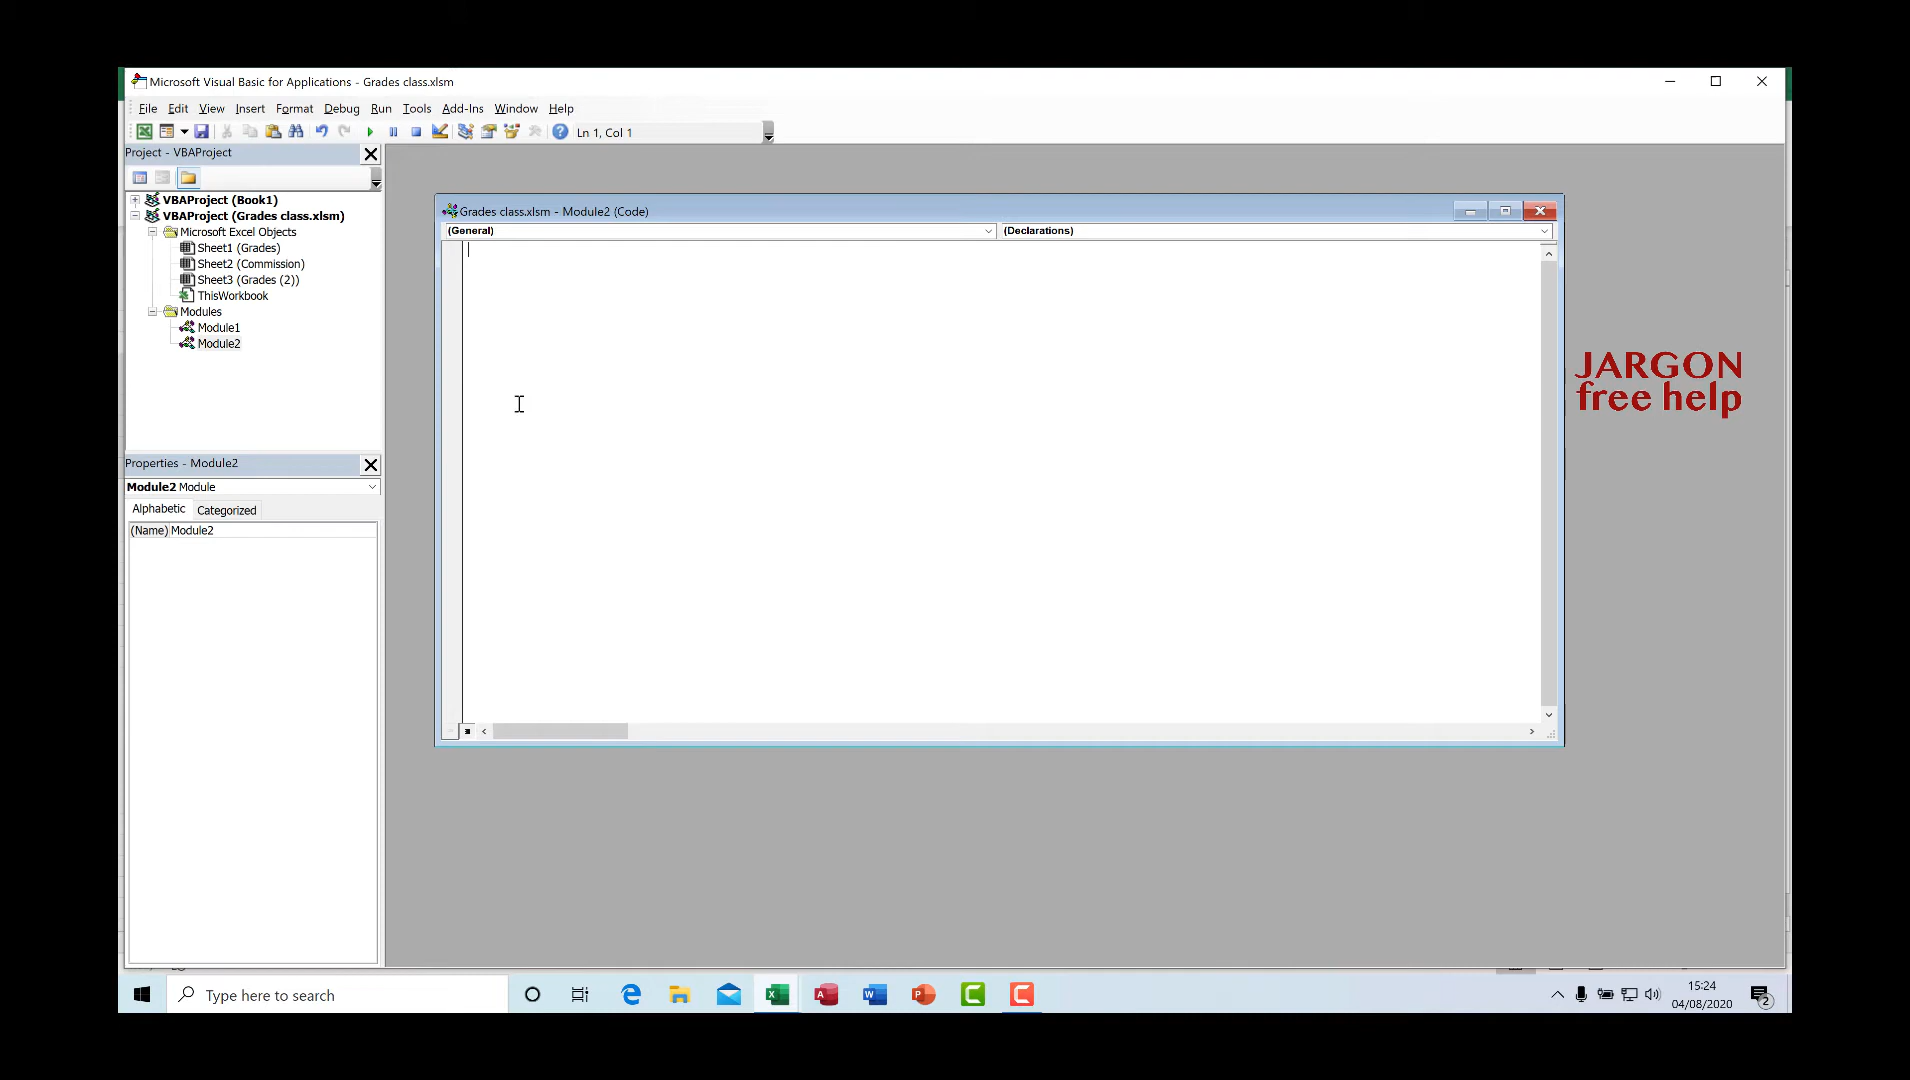 Microsoft Visual Basic for Applications - Grades class.xlsm
File Edit View Insert Format Debug Run Tools Add-Ins Window Help
Ln 1, Col 1
Project - VBAProject
VBAProject (Book1)
VBAProject (Grades class.xlsm)
Microsoft Excel Objects
Sheet1 (Grades)
Sheet2 (Commission)
Sheet3 (Grades (2))
ThisWorkbook
Modules
Module1
Module2
Properties - Module2
Module2 Module
Alphabetic Categorized
(Name) Module2
Grades class.xlsm - Module2 (Code)
(General) (Declarations)
JARGON
free help
Type here to search
15:24
04/08/2020
2